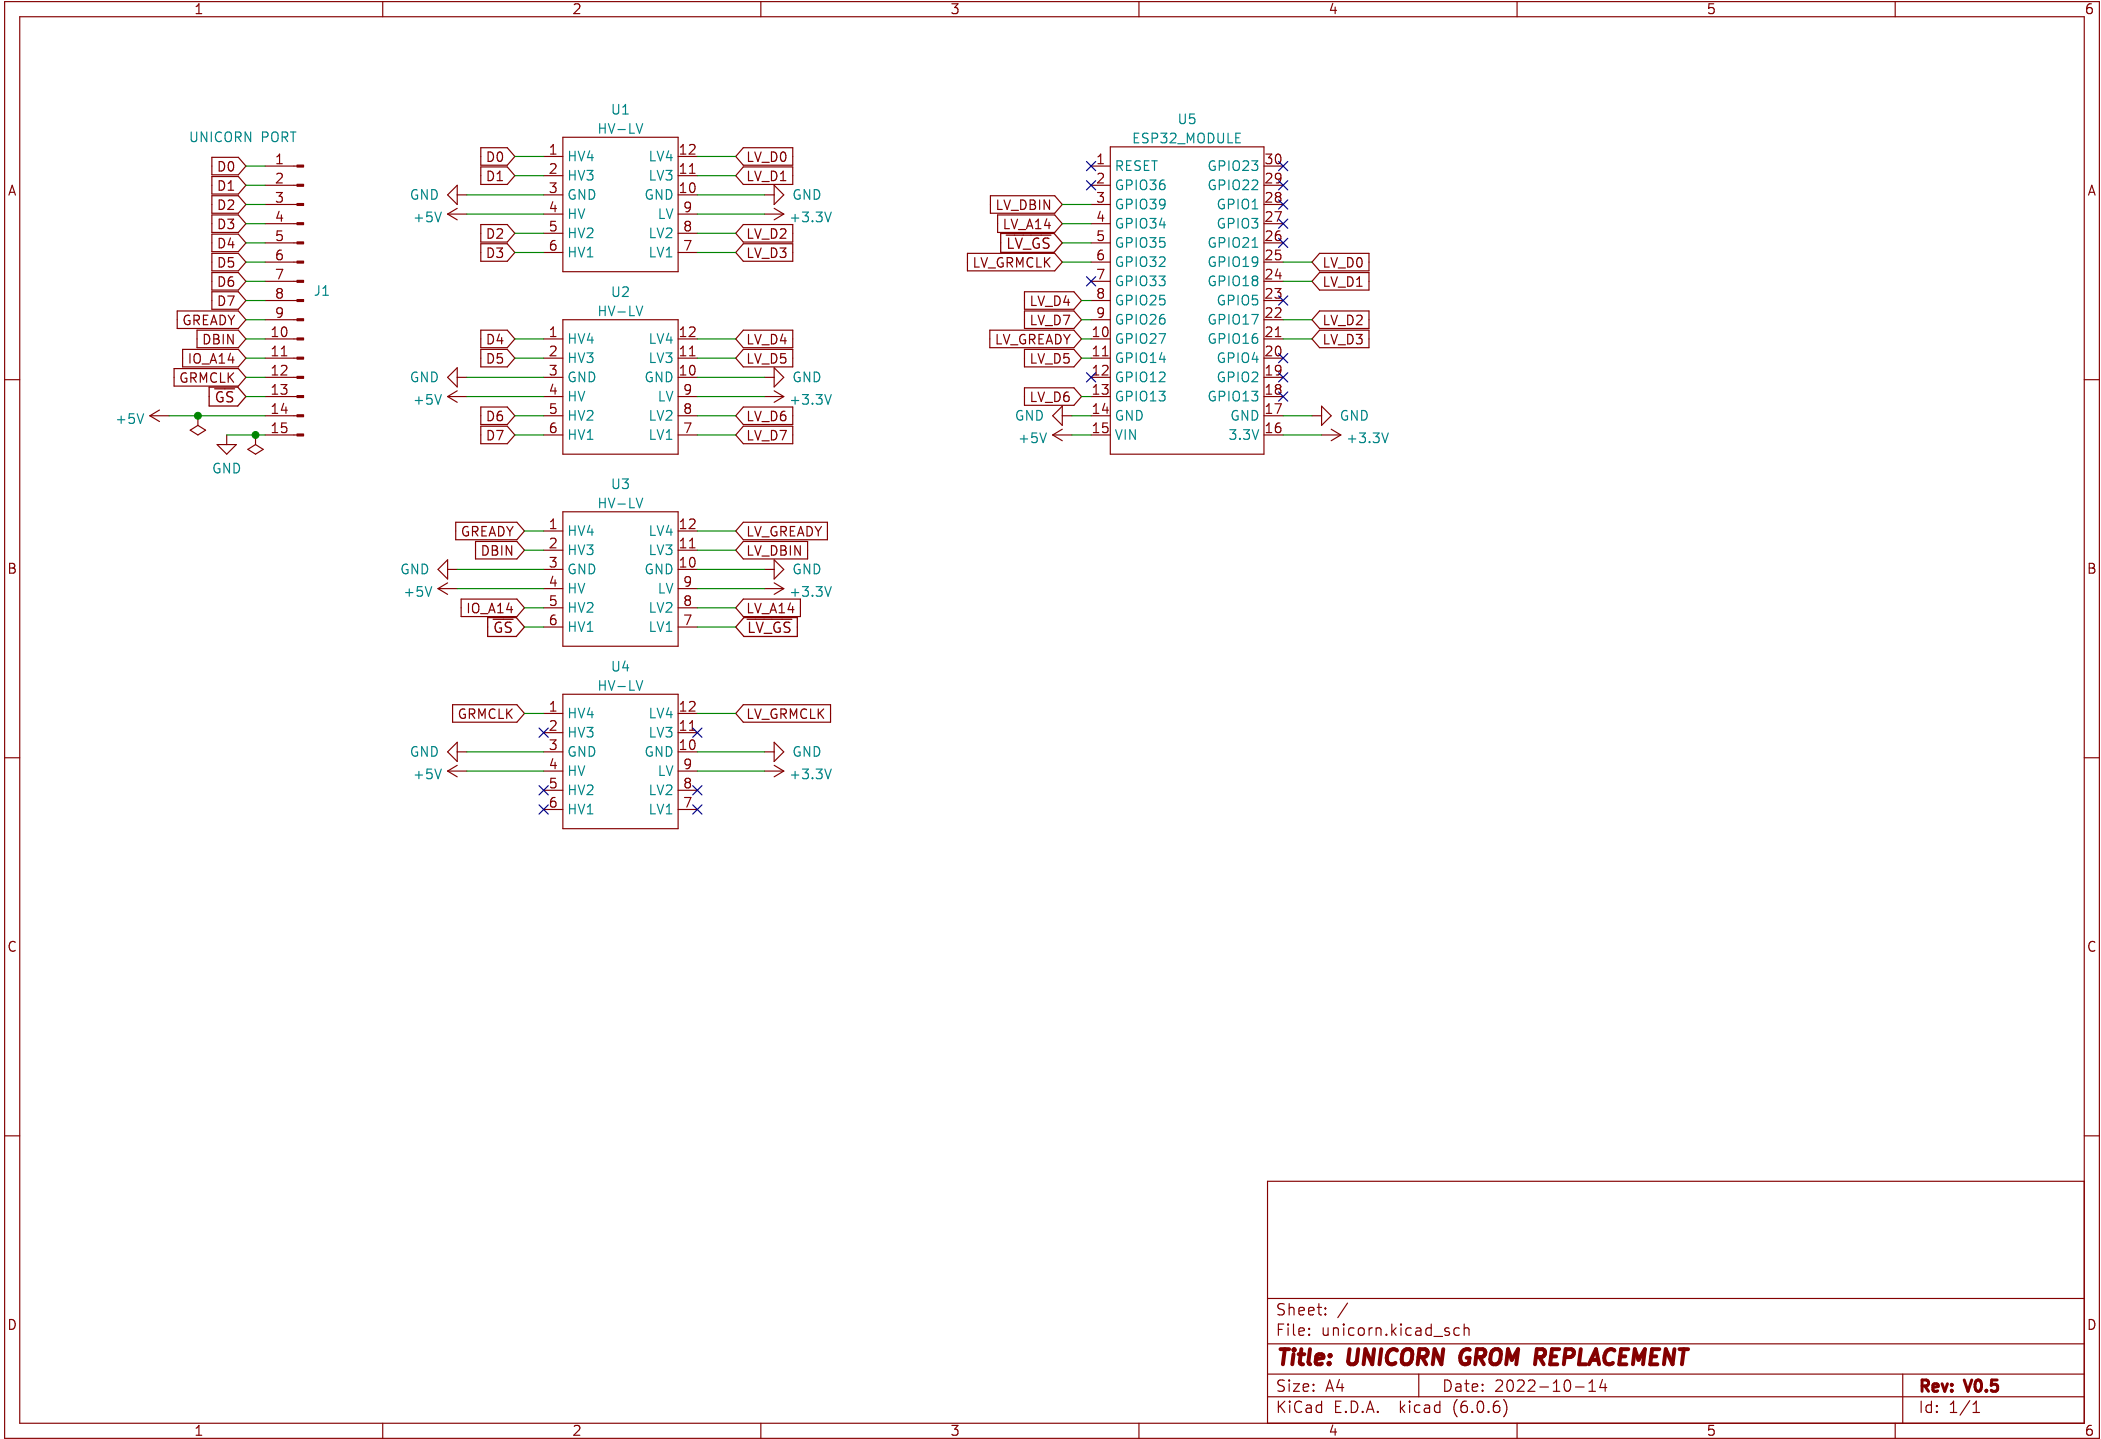 1 2 3 4 5 6
A
B
C
D
UNICORN PORT
D0 1
D1 2
D2 3
D3 4
D4 5
D5 6
D6 7
D7 8
J1
GREADY 9
DBIN 10
IO_A14 11
GRMCLK 12
GS 13
+5V 14
15
GND
U1
HV-LV
D0 1 HV4 LV4 12 LV_D0
D1 2 HV3 LV3 11 LV_D1
GND 3 GND GND 10 GND
+5V 4 HV LV 9 +3.3V
D2 5 HV2 LV2 8 LV_D2
D3 6 HV1 LV1 7 LV_D3
U2
HV-LV
D4 1 HV4 LV4 12 LV_D4
D5 2 HV3 LV3 11 LV_D5
GND 3 GND GND 10 GND
+5V 4 HV LV 9 +3.3V
D6 5 HV2 LV2 8 LV_D6
D7 6 HV1 LV1 7 LV_D7
U3
HV-LV
GREADY 1 HV4 LV4 12 LV_GREADY
DBIN 2 HV3 LV3 11 LV_DBIN
GND 3 GND GND 10 GND
+5V 4 HV LV 9 +3.3V
IO_A14 5 HV2 LV2 8 LV_A14
GS 6 HV1 LV1 7 LV_GS
U4
HV-LV
GRMCLK 1 HV4 LV4 12 LV_GRMCLK
2 HV3 LV3 11
GND 3 GND GND 10 GND
+5V 4 HV LV 9 +3.3V
5 HV2 LV2 8
6 HV1 LV1 7
U5
ESP32_MODULE
1 RESET GPIO23 30
2 GPIO36 GPIO22 29
LV_DBIN 3 GPIO39 GPIO1 28
LV_A14 4 GPIO34 GPIO3 27
LV_GS 5 GPIO35 GPIO21 26
LV_GRMCLK 6 GPIO32 GPIO19 25 LV_D0
7 GPIO33 GPIO18 24 LV_D1
LV_D4 8 GPIO25 GPIO5 23
LV_D7 9 GPIO26 GPIO17 22 LV_D2
LV_GREADY 10 GPIO27 GPIO16 21 LV_D3
LV_D5 11 GPIO14 GPIO4 20
12 GPIO12 GPIO2 19
LV_D6 13 GPIO13 GPIO13 18
GND 14 GND GND 17 GND
+5V 15 VIN 3.3V 16 +3.3V
A
B
C
D
Sheet: /
File: unicorn.kicad_sch
Title: UNICORN GROM REPLACEMENT
Size: A4 Date: 2022-10-14 Rev: V0.5
KiCad E.D.A. kicad (6.0.6) Id: 1/1
1 2 3 4 5 6